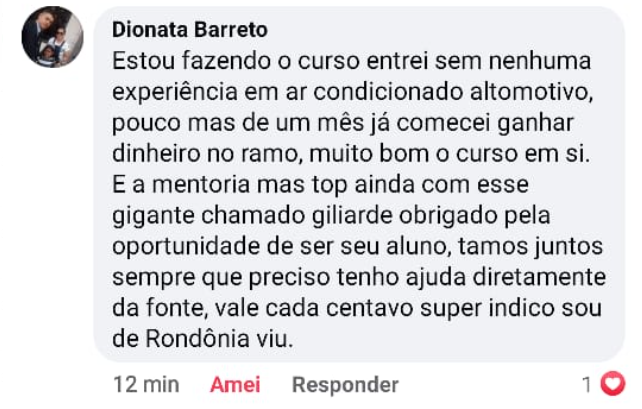 Dionata Barreto
Estou fazendo o curso entrei sem nenhuma
experiência em ar condicionado altomotivo,
pouco mas de um mês já comecei ganhar
dinheiro no ramo, muito bom o curso em si.
E a mentoria mas top ainda com esse
gigante chamado giliarde obrigado pela
oportunidade de ser seu aluno, tamos juntos
sempre que preciso tenho ajuda diretamente
da fonte, vale cada centavo super indico sou
de Rondônia viu.
12 min Amei Responder 1